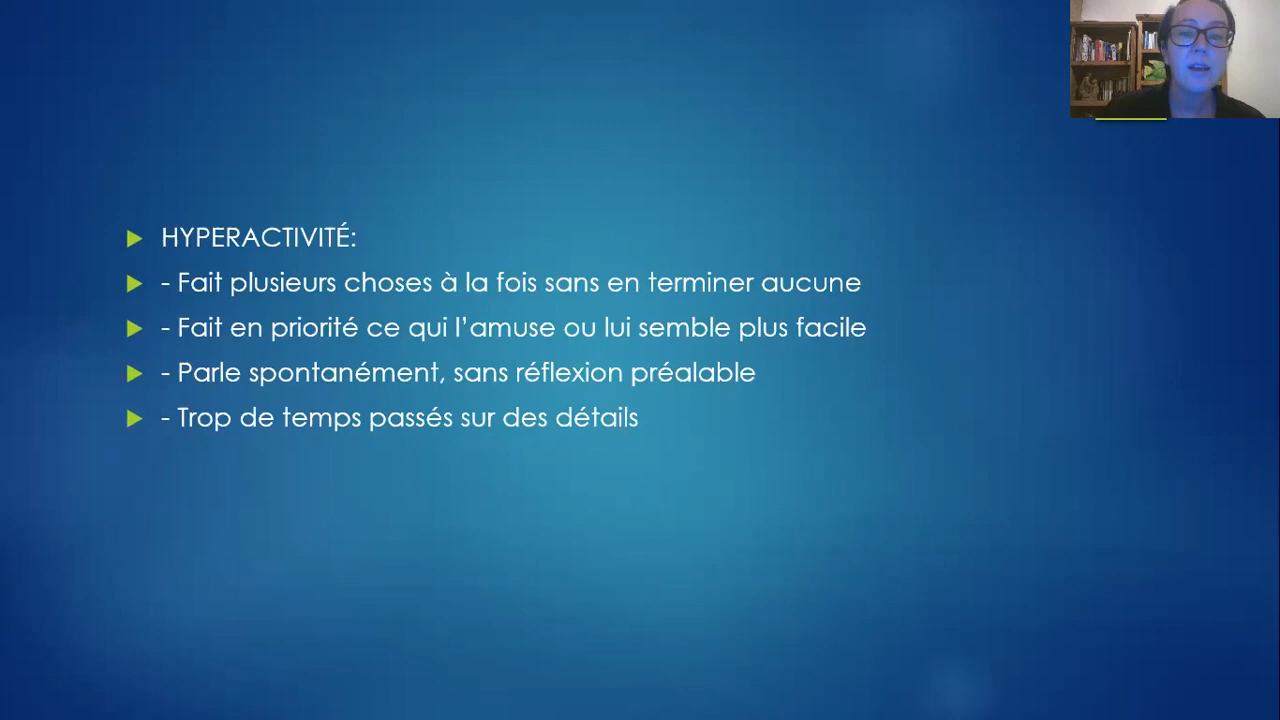 HYPERACTIVITÉ:
- Fait plusieurs choses à la fois sans en terminer aucune
- Fait en priorité ce qui l’amuse ou lui semble plus facile
- Parle spontanément, sans réflexion préalable
- Trop de temps passés sur des détails